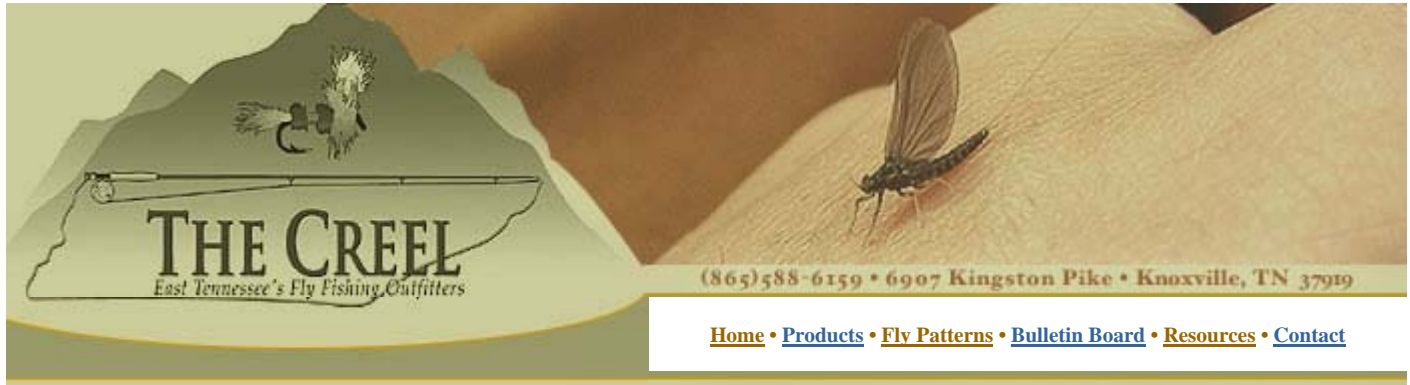 THE CREEL
East Tennessee's Fly Fishing Outfitters
(865)588-6159 • 6907 Kingston Pike • Knoxville, TN 37919
Home • Products • Fly Patterns • Bulletin Board • Resources • Contact